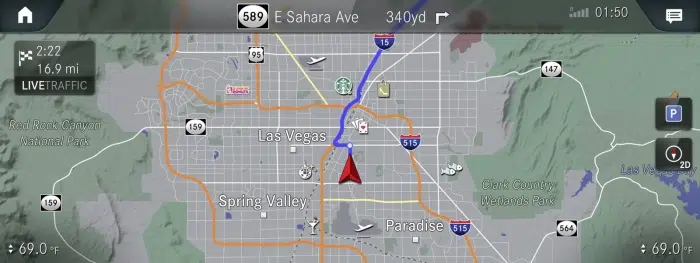 589 E Sahara Ave 340yd
01:50
2:22
16.9 mi
LIVETRAFFIC
95
15
147
159
Las Vegas
515
Red Rock Canyon
National Park
159
Spring Valley
Clark County
Wetlands Park
Las Vegas
Paradise
515
564
P
2D
69.0 °F
69.0 °F